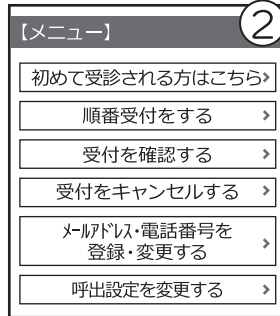 【メニュー】
②
初めて受診される方はこちら>
順番受付をする >
受付を確認する >
受付をキャンセルする >
メールアドレス・電話番号を
登録・変更する >
呼出設定を変更する >